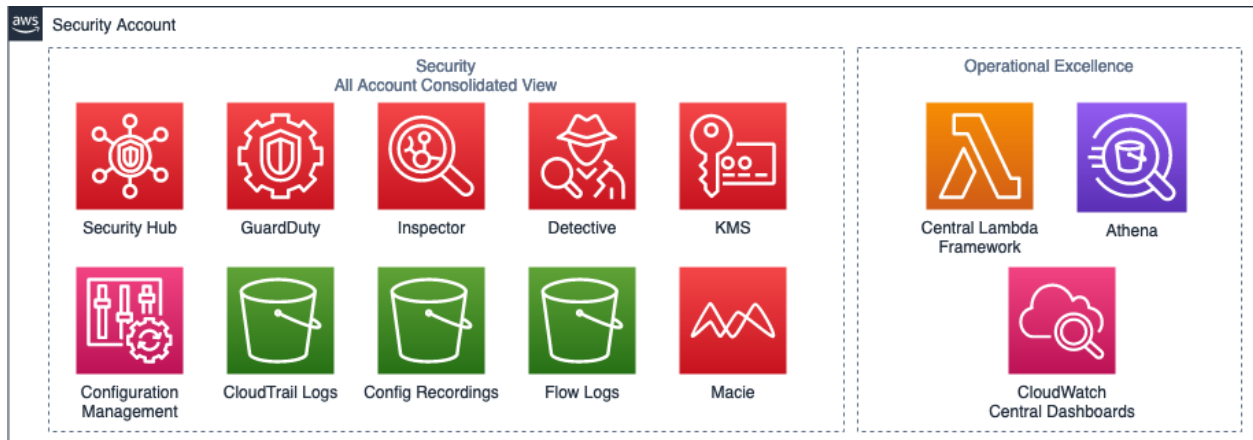 aws
Security Account
Security
All Account Consolidated View
Security Hub
GuardDuty
Inspector
Detective
KMS
Configuration
Management
CloudTrail Logs
Config Recordings
Flow Logs
Macie
Operational Excellence
Central Lambda
Framework
Athena
CloudWatch
Central Dashboards